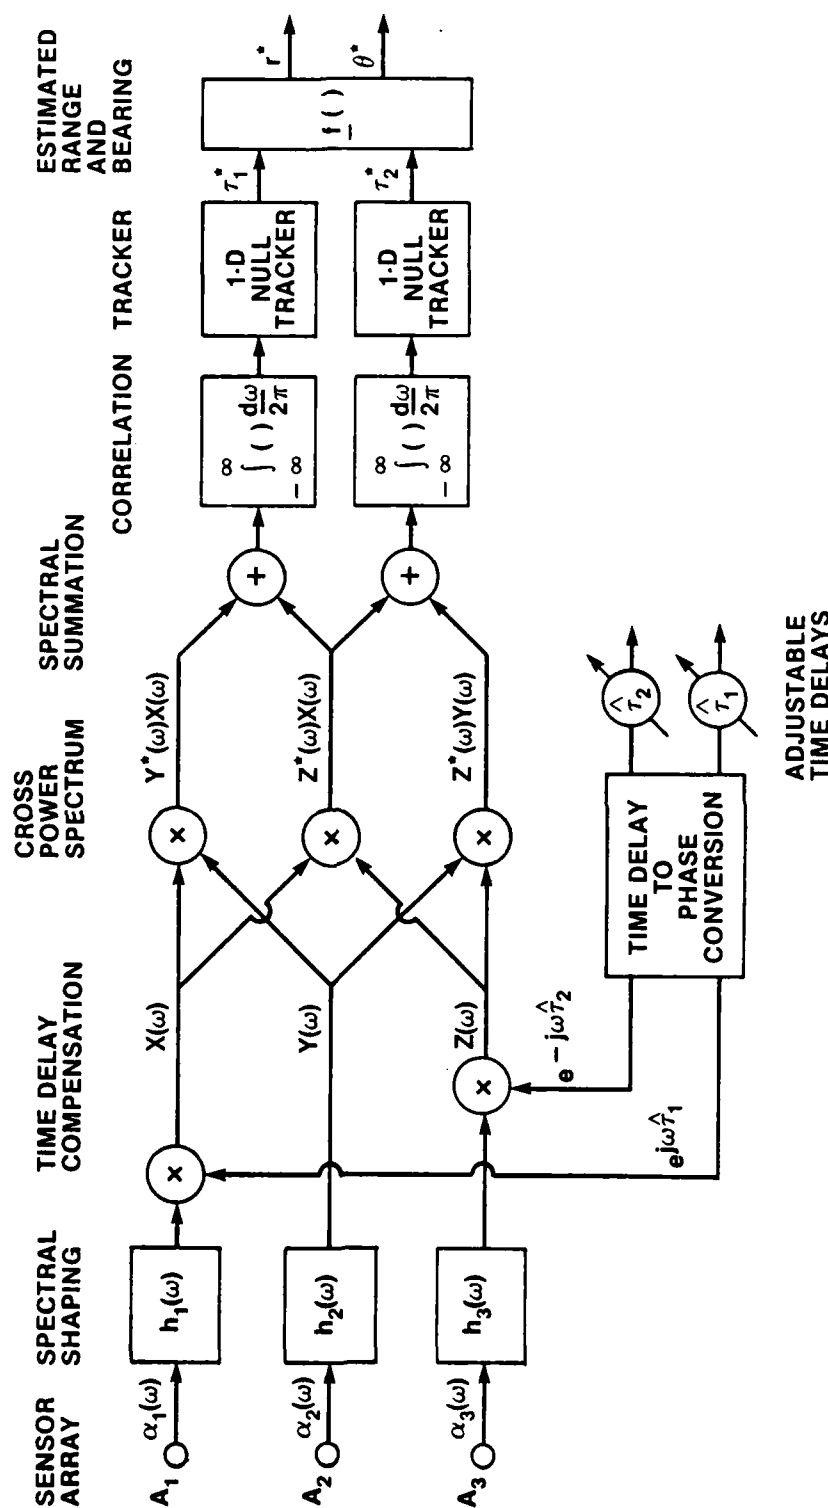 SENSOR
ARRAY
SPECTRAL
SHAPING
TIME DELAY
COMPENSATION
CROSS
POWER
SPECTRUM
SPECTRAL
SUMMATION
CORRELATION
TRACKER
ESTIMATED
RANGE
AND
BEARING
A₁
α₁(ω)
h₁(ω)
×
X(ω)
×
Y*(ω)X(ω)
+
∞
∫ ( ) dω
2π
-∞
1-D
NULL
TRACKER
τ₁*
r*
A₂
α₂(ω)
h₂(ω)
Y(ω)
×
Z*(ω)X(ω)
f ( )
θ*
+
∞
∫ ( ) dω
2π
-∞
1-D
NULL
TRACKER
τ₂*
A₃
α₃(ω)
h₃(ω)
×
Z(ω)
×
Z*(ω)Y(ω)
e^-jωτ̂₂
e^jωτ̂₁
TIME DELAY
TO
PHASE
CONVERSION
τ̂₂
τ̂₁
ADJUSTABLE
TIME DELAYS